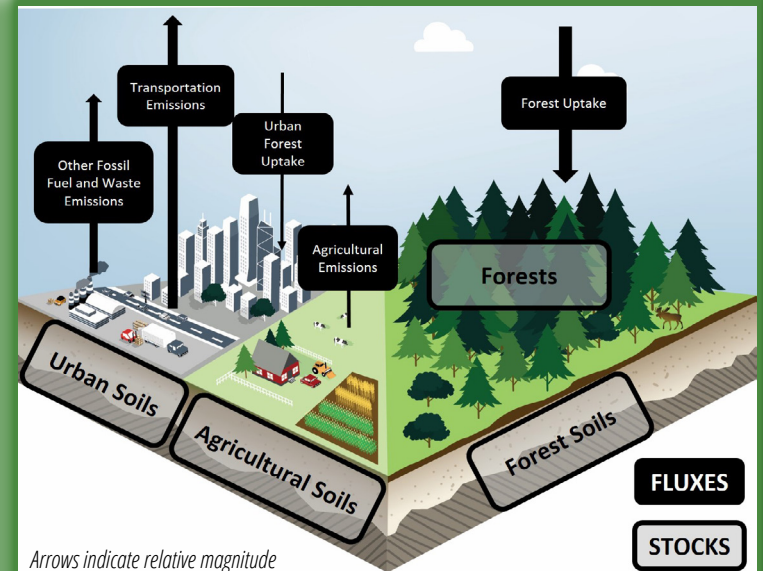 Transportation
Emissions
Forest Uptake
Urban
Forest
Uptake
Other Fossil
Fuel and Waste
Emissions
Agricultural
Emissions
Forests
Urban Soils
Agricultural Soils
Forest Soils
FLUXES
STOCKS
Arrows indicate relative magnitude